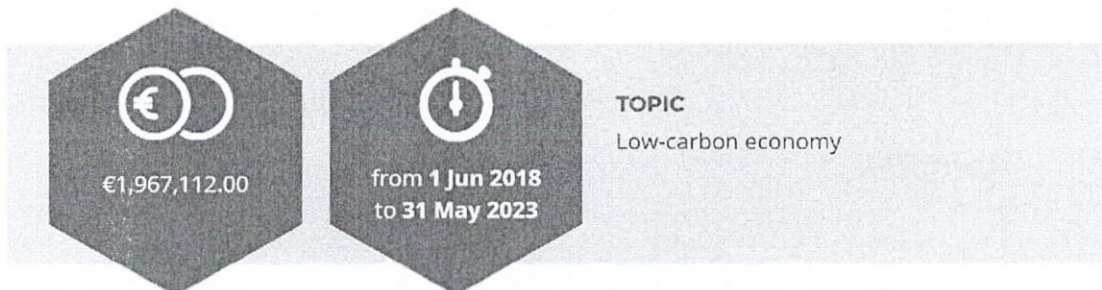 €
€1,967,112.00
from 1 Jun 2018
to 31 May 2023
TOPIC
Low-carbon economy